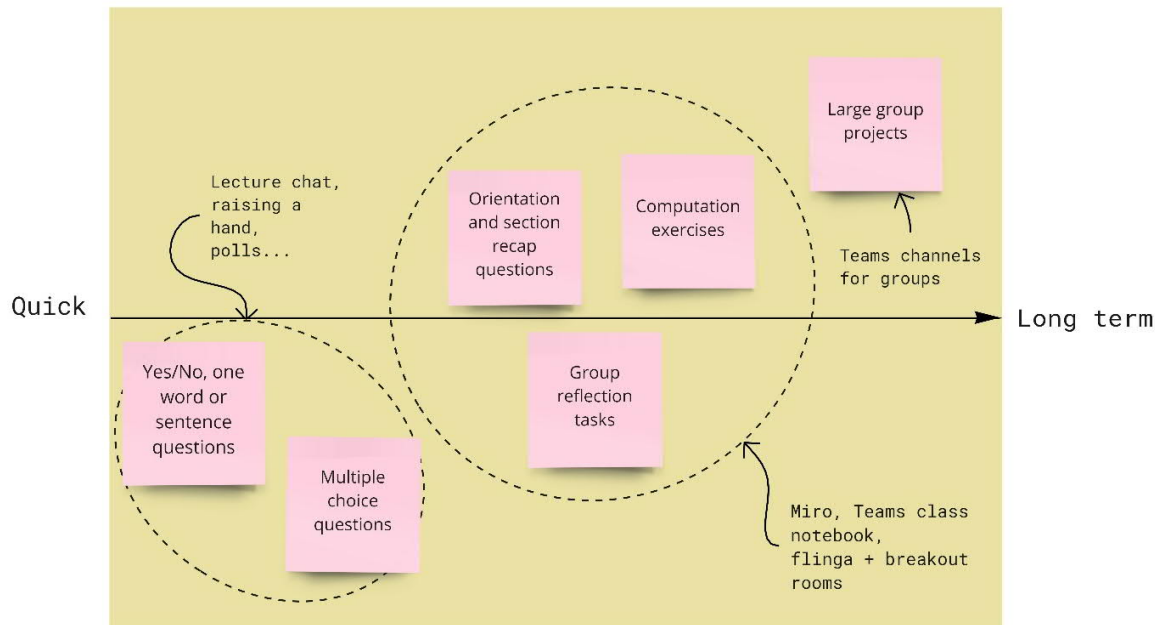 Large group
projects
Lecture chat,
raising a
hand,
polls...
Orientation
and section
recap
questions
Computation
exercises
Teams channels
for groups
Quick
Long term
Yes/No, one
word or
sentence
questions
Group
reflection
tasks
Multiple
choice
questions
Miro, Teams class
notebook,
flinga + breakout
rooms